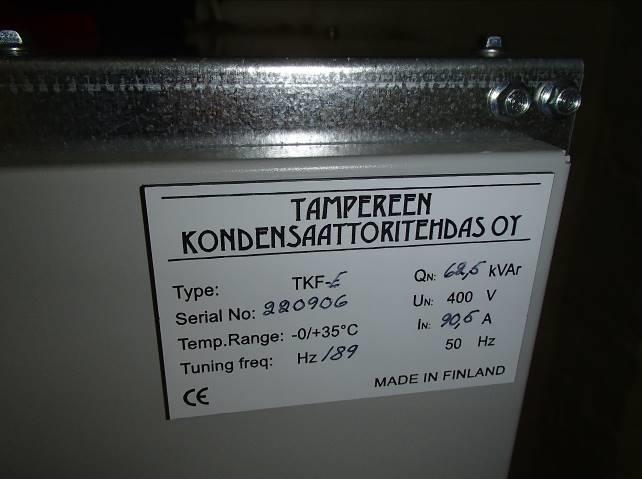 TAMPEREEN
KONDENSAATTORITEHDAS OY
Type: TKF-E
Serial No: 220906
Temp.Range: -0/+35°C
Tuning freq: Hz 189
QN: 62,5 kVAr
UN: 400 V
IN: 90,5 A
50 Hz
CE
MADE IN FINLAND